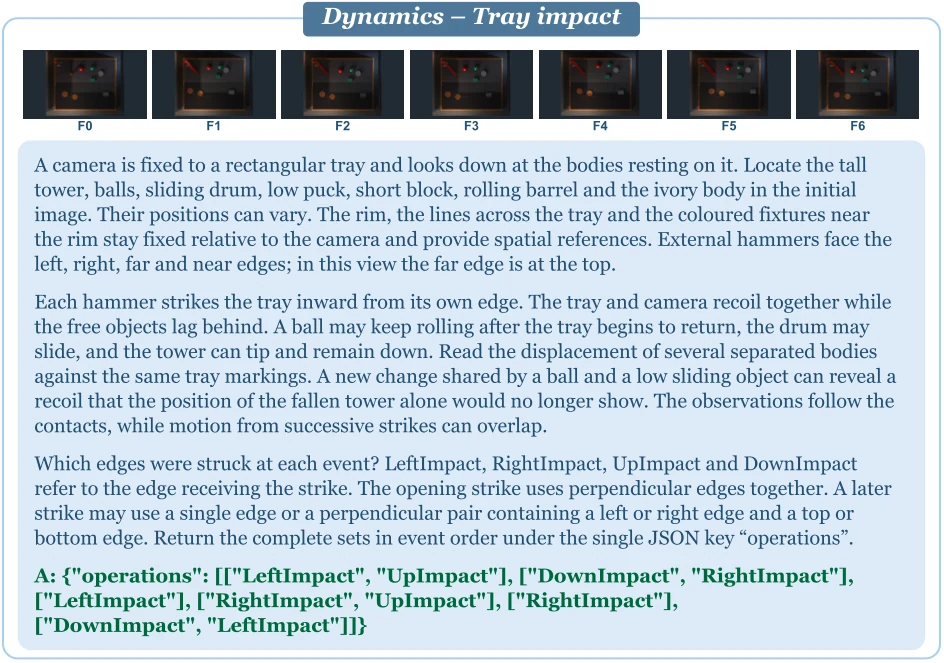 Dynamics – Tray impact
F0 F1 F2 F3 F4 F5 F6
A camera is fixed to a rectangular tray and looks down at the bodies resting on it. Locate the tall
tower, balls, sliding drum, low puck, short block, rolling barrel and the ivory body in the initial
image. Their positions can vary. The rim, the lines across the tray and the coloured fixtures near
the rim stay fixed relative to the camera and provide spatial references. External hammers face the
left, right, far and near edges; in this view the far edge is at the top.
Each hammer strikes the tray inward from its own edge. The tray and camera recoil together while
the free objects lag behind. A ball may keep rolling after the tray begins to return, the drum may
slide, and the tower can tip and remain down. Read the displacement of several separated bodies
against the same tray markings. A new change shared by a ball and a low sliding object can reveal a
recoil that the position of the fallen tower alone would no longer show. The observations follow the
contacts, while motion from successive strikes can overlap.
Which edges were struck at each event? LeftImpact, RightImpact, UpImpact and DownImpact
refer to the edge receiving the strike. The opening strike uses perpendicular edges together. A later
strike may use a single edge or a perpendicular pair containing a left or right edge and a top or
bottom edge. Return the complete sets in event order under the single JSON key “operations”.
A: {"operations": [["LeftImpact", "UpImpact"], ["DownImpact", "RightImpact"],
["LeftImpact"], ["RightImpact", "UpImpact"], ["RightImpact"],
["DownImpact", "LeftImpact"]]}